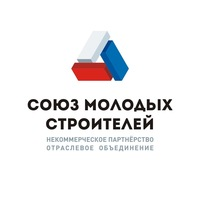 СОЮЗ МОЛОДЫХ
СТРОИТЕЛЕЙ
НЕКОММЕРЧЕСКОЕ ПАРТНЁРСТВО
ОТРАСЛЕВОЕ ОБЪЕДИНЕНИЕ